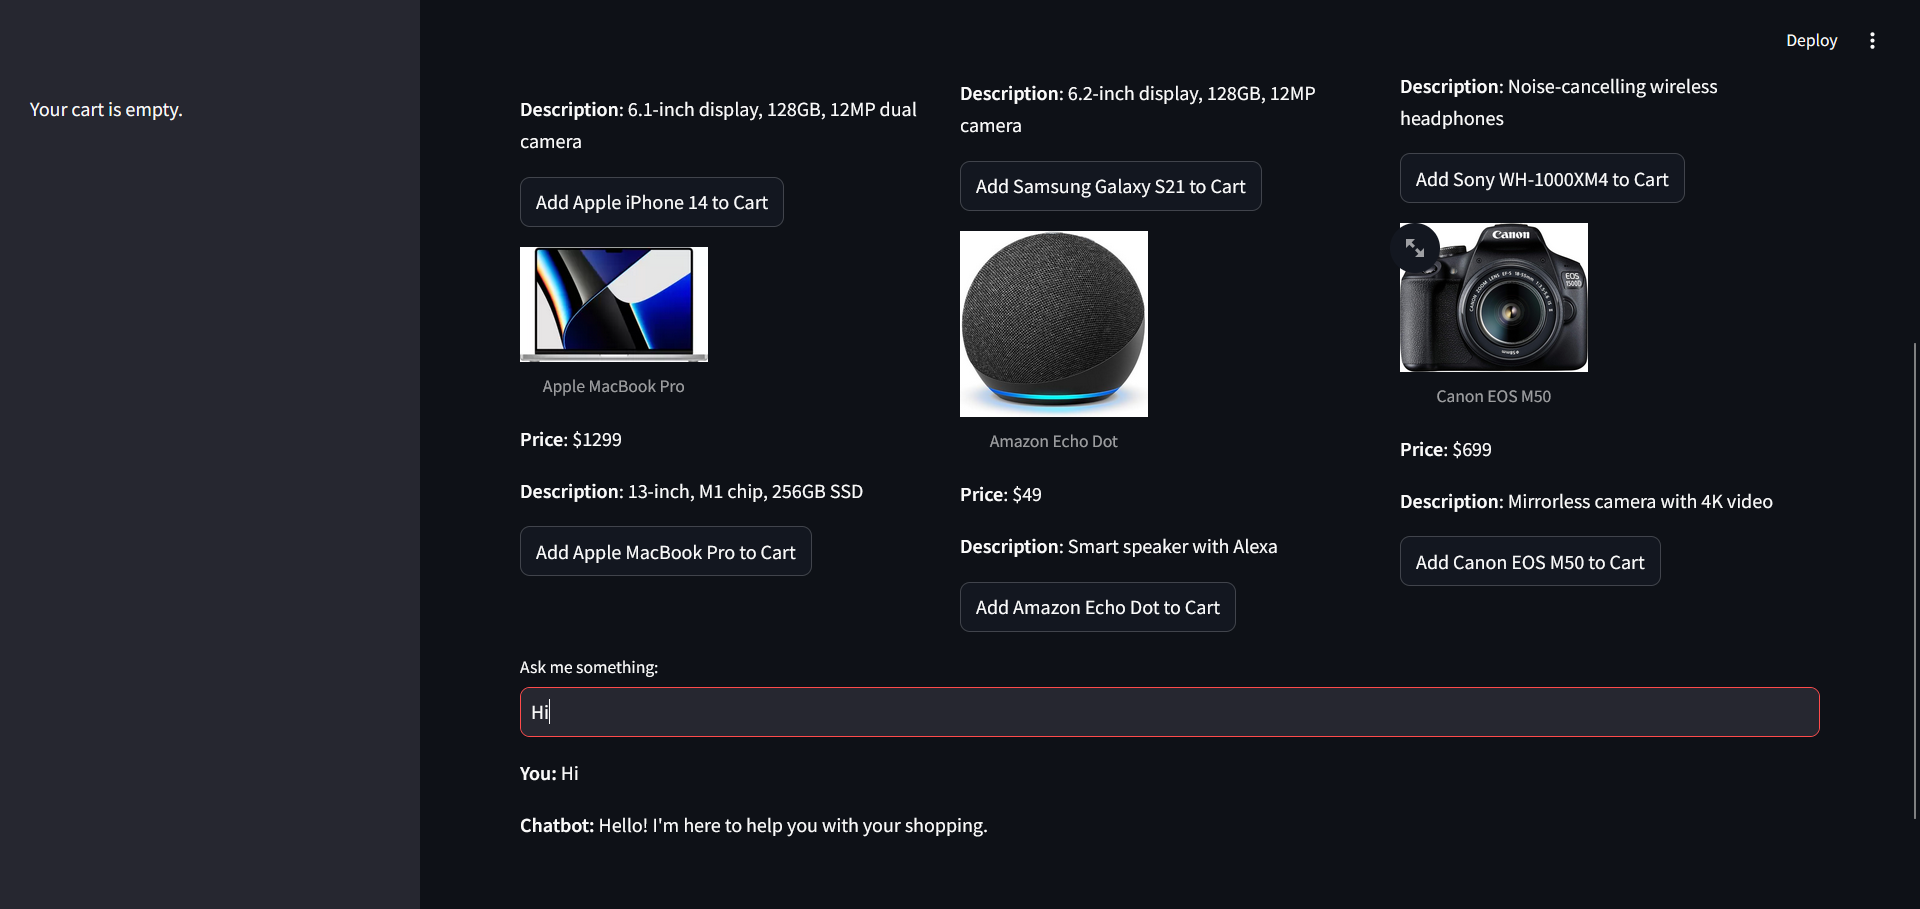 Deploy
Your cart is empty.
Description: 6.1-inch display, 128GB, 12MP dual
camera
Add Apple iPhone 14 to Cart
Apple MacBook Pro
Price: $1299
Description: 13-inch, M1 chip, 256GB SSD
Add Apple MacBook Pro to Cart
Description: 6.2-inch display, 128GB, 12MP
camera
Add Samsung Galaxy S21 to Cart
Amazon Echo Dot
Price: $49
Description: Smart speaker with Alexa
Add Amazon Echo Dot to Cart
Description: Noise-cancelling wireless
headphones
Add Sony WH-1000XM4 to Cart
Canon
EOS
1500D
Canon EOS M50
Price: $699
Description: Mirrorless camera with 4K video
Add Canon EOS M50 to Cart
Ask me something:
Hi
You: Hi
Chatbot: Hello! I'm here to help you with your shopping.